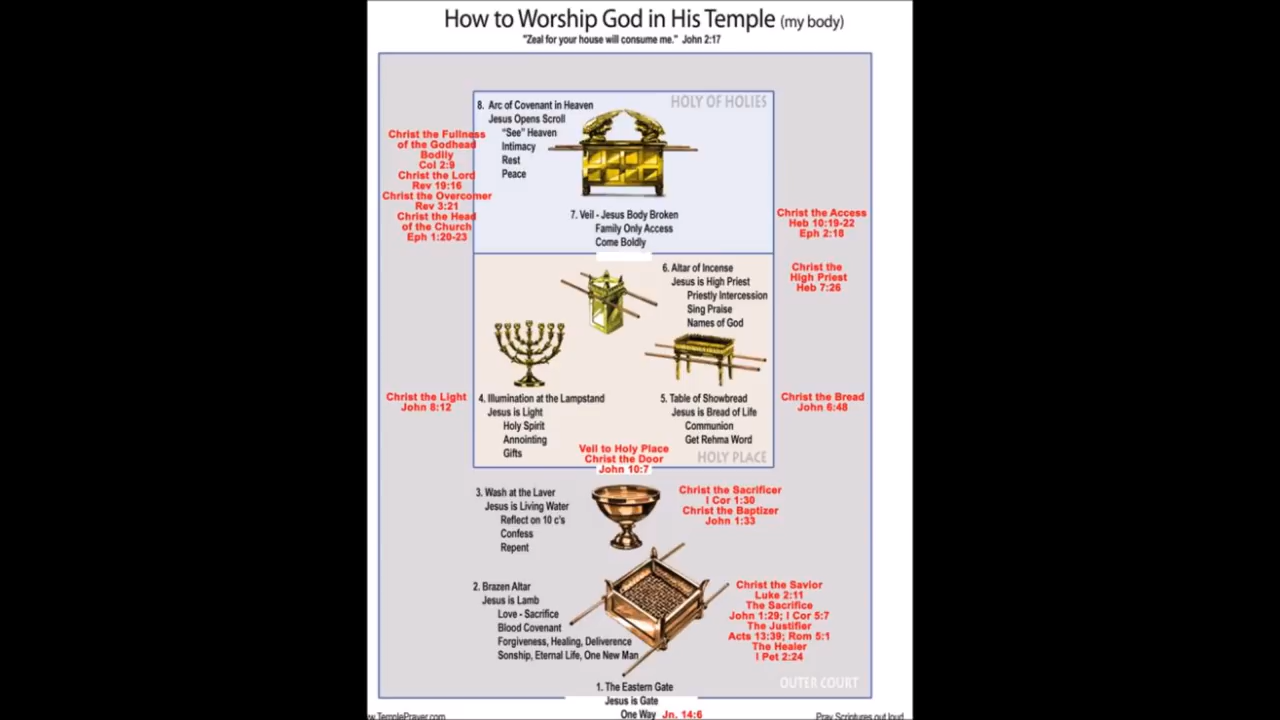 How to Worship God in His Temple (my body)
"Zeal for your house will consume me." John 2:17
HOLY OF HOLIES
8. Arc of Covenant in Heaven
Jesus Opens Scroll
"See" Heaven
Intimacy
Rest
Peace
Christ the Fullness
of the Godhead
Bodily
Col 2:9
Christ the Lord
Rev 19:16
Christ the Overcomer
Rev 3:21
Christ the Head
of the Church
Eph 1:20-23
7. Veil - Jesus Body Broken
Family Only Access
Come Boldly
Christ the Access
Heb 10:19-22
Eph 2:18
6. Altar of Incense
Jesus is High Priest
Priestly Intercession
Sing Praise
Names of God
Christ the
High Priest
Heb 7:26
Christ the Light
John 8:12
4. Illumination at the Lampstand
Jesus is Light
Holy Spirit
Annointing
Gifts
5. Table of Showbread
Jesus is Bread of Life
Communion
Get Rehma Word
Christ the Bread
John 6:48
Veil to Holy Place
Christ the Door
John 10:7
HOLY PLACE
3. Wash at the Laver
Jesus is Living Water
Reflect on 10 c's
Confess
Repent
Christ the Sacrificer
I Cor 1:30
Christ the Baptizer
John 1:33
2. Brazen Altar
Jesus is Lamb
Love - Sacrifice
Blood Covenant
Forgiveness, Healing, Deliverence
Sonship, Eternal Life, One New Man
Christ the Savior
Luke 2:11
The Sacrifice
John 1:29; I Cor 5:7
The Justifier
Acts 13:39; Rom 5:1
The Healer
I Pet 2:24
OUTER COURT
1. The Eastern Gate
Jesus is Gate
One Way Jn. 14:6
w.TemplePrayer.com
Pray Scriptures out loud